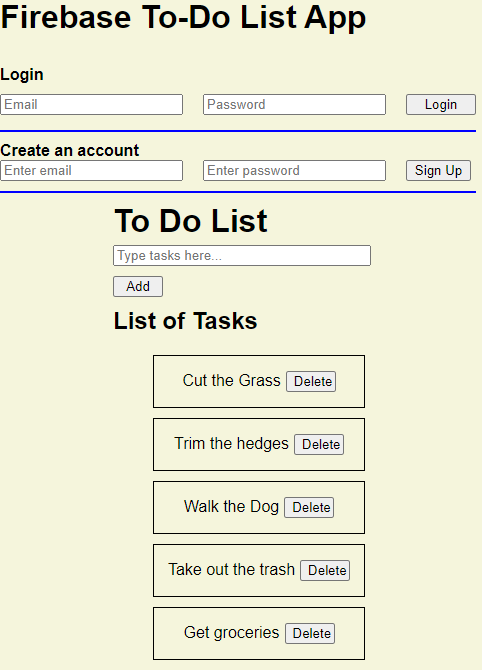 Firebase To-Do List App
Login
Email Password Login
Create an account
Enter email Enter password Sign Up
To Do List
Type tasks here...
Add
List of Tasks
Cut the Grass Delete
Trim the hedges Delete
Walk the Dog Delete
Take out the trash Delete
Get groceries Delete